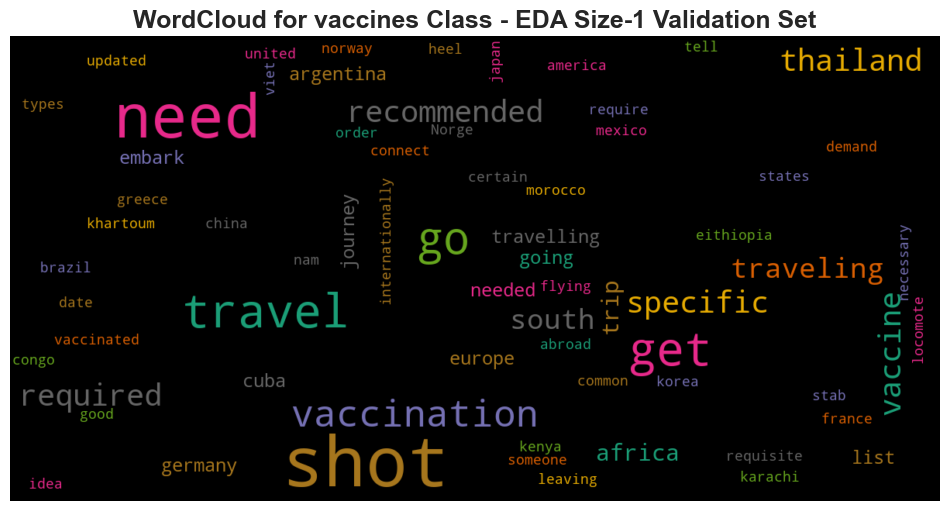 WordCloud for vaccines Class - EDA Size-1 Validation Set
updated
united
norway
heel
japan
tell
thailand
viet
argentina
america
types
need
recommended
require
order
Norge
mexico
connect
demand
embark
certain
states
morocco
greece
khartoum
china
journey
internationally
go
travelling
eithiopia
necessary
nam
going
brazil
traveling
needed
flying
trip
specific
date
travel
south
vaccine
locomote
vaccinated
abroad
get
congo
europe
cuba
common
korea
required
stab
good
vaccination
france
shot
kenya
africa
germany
someone
requisite
list
idea
leaving
karachi